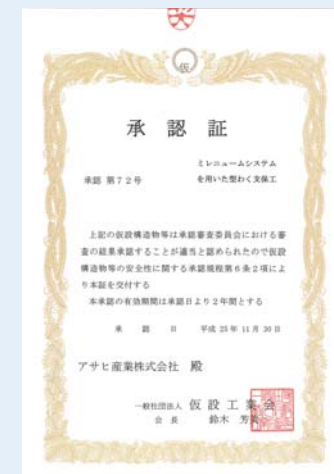 仮
承認証
ミレニュームシステム
承認 第72号
を用いた型わく支保工
上記の仮設構造物等は承認審査委員会における審
査の結果承認することが適当と認められたので仮設
構造物等の安全性に関する承認規程第6条2項によ
り本証を交付する
本承認の有効期間は承認日より2年間とする
承認日 平成25年11月30日
アサヒ産業株式会社 殿
一般社団法人 仮設工業会
会長 鈴木 芳